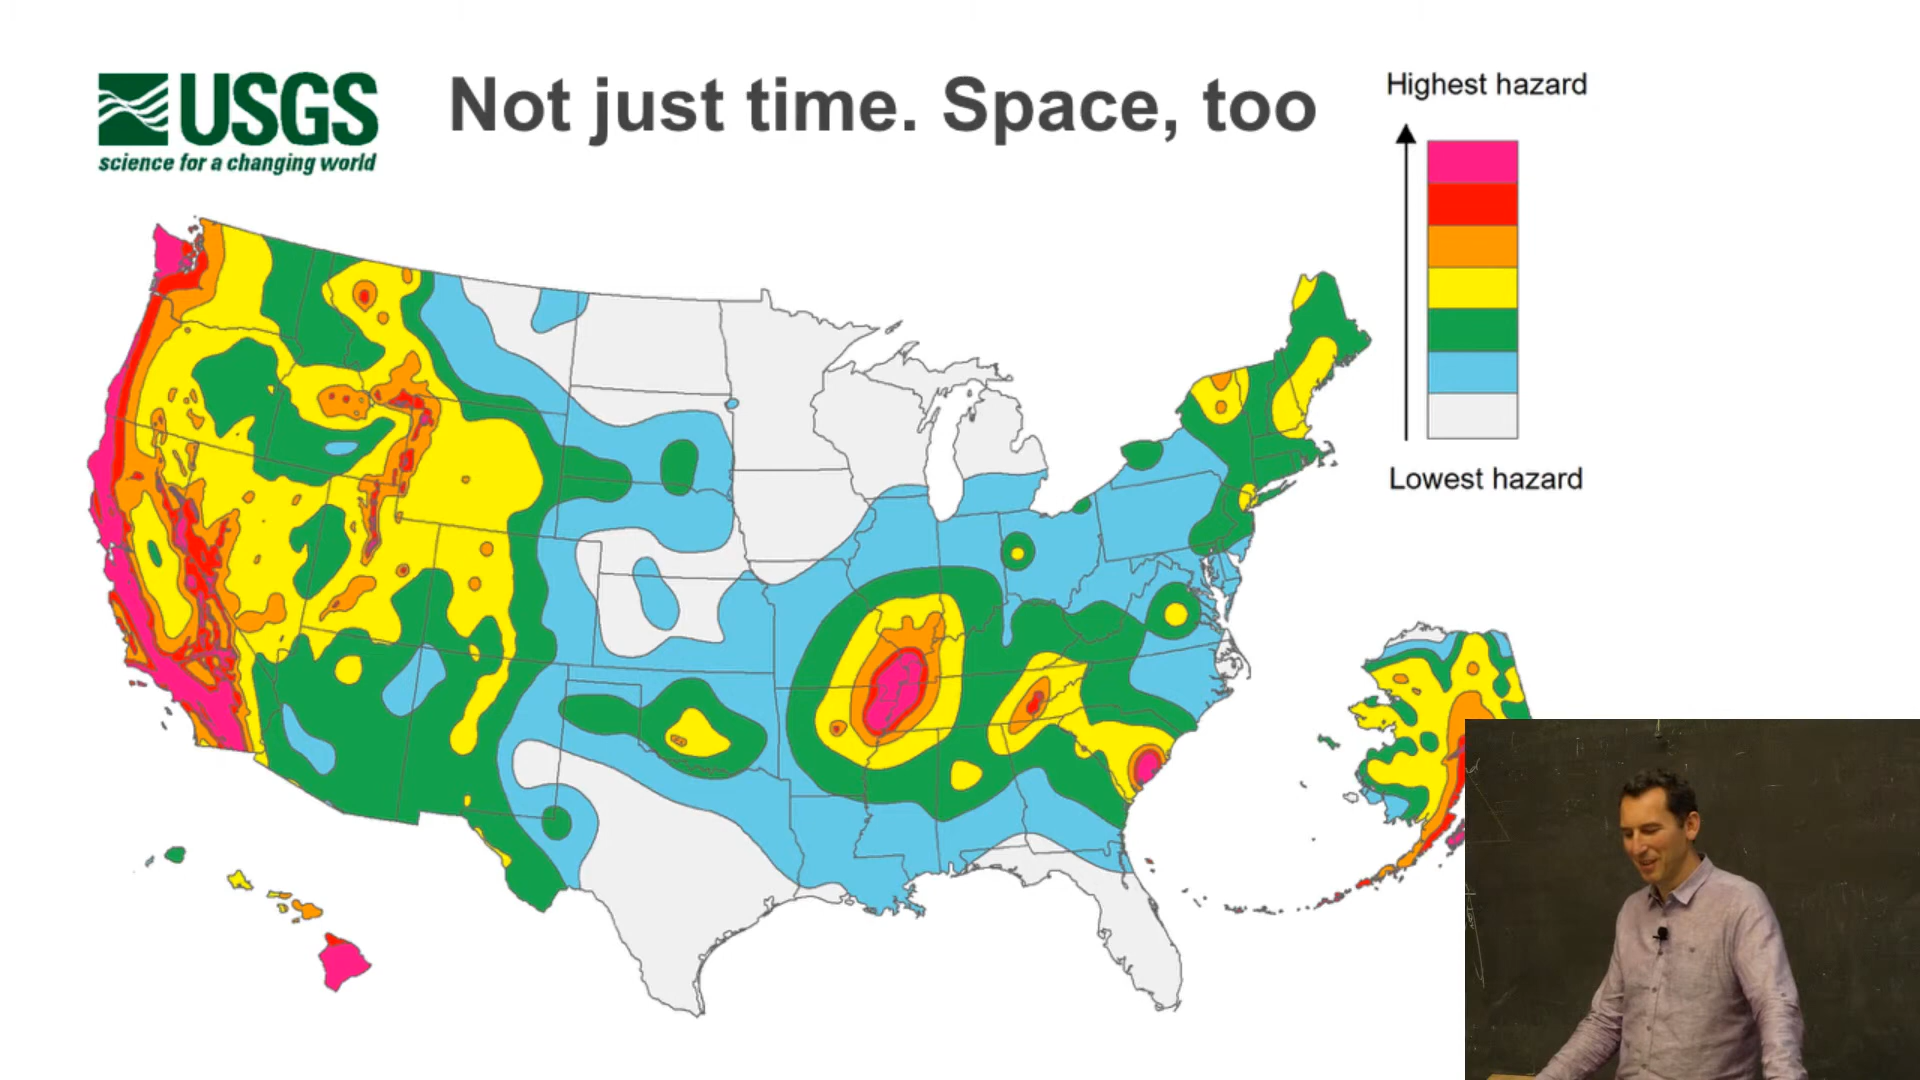 USGS
science for a changing world
Not just time. Space, too
Highest hazard
Lowest hazard